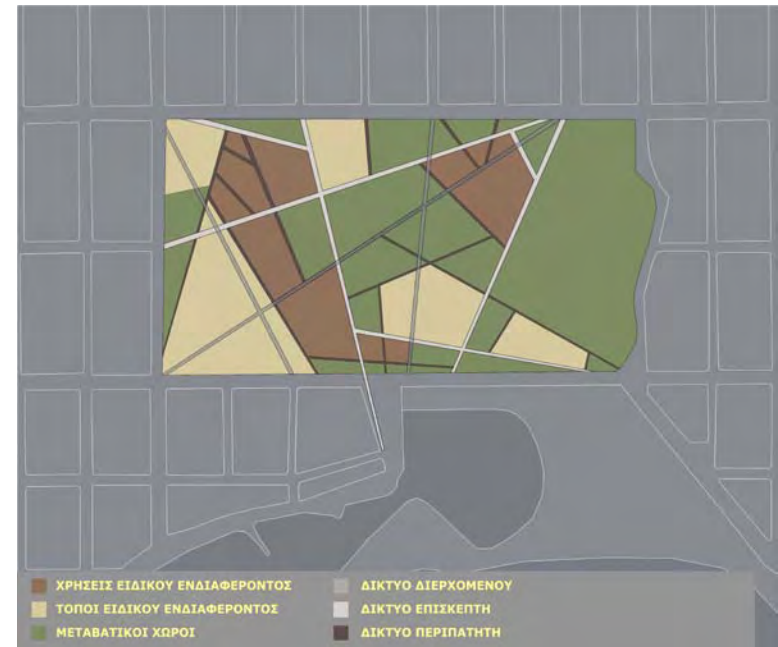 ΧΡΗΣΕΙΣ ΕΙΔΙΚΟΥ ΕΝΔΙΑΦΕΡΟΝΤΟΣ
ΤΟΠΟΙ ΕΙΔΙΚΟΥ ΕΝΔΙΑΦΕΡΟΝΤΟΣ
ΜΕΤΑΒΑΤΙΚΟΙ ΧΩΡΟΙ
ΔΙΚΤΥΟ ΔΙΕΡΧΟΜΕΝΟΥ
ΔΙΚΤΥΟ ΕΠΙΣΚΕΠΤΗ
ΔΙΚΤΥΟ ΠΕΡΙΠΑΤΗΤΗ